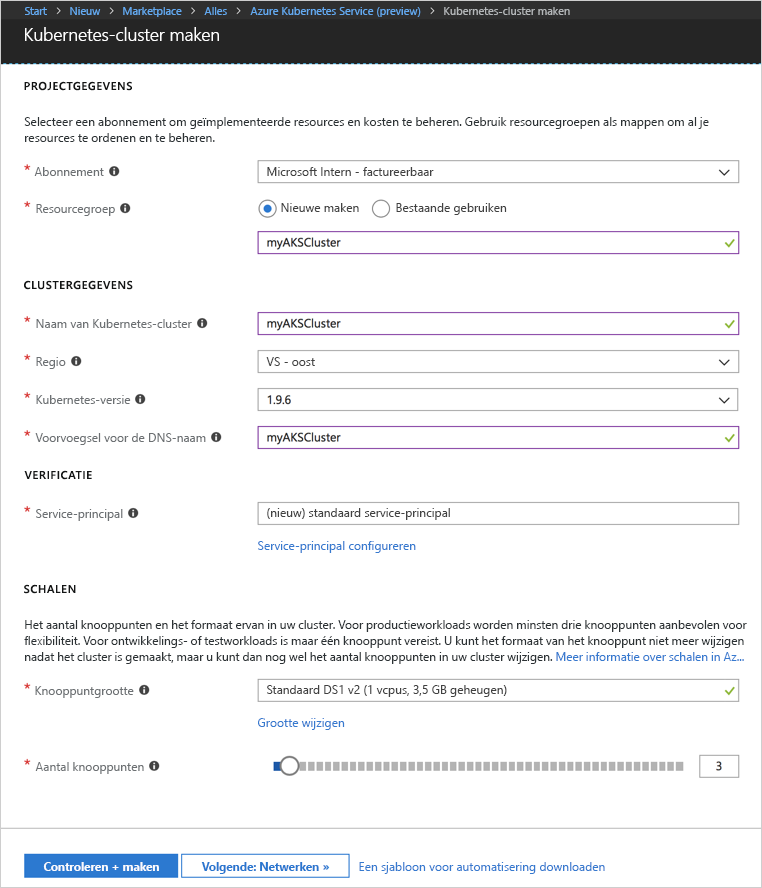 Start > Nieuw > Marketplace > Alles > Azure Kubernetes Service (preview) > Kubernetes-cluster maken
Kubernetes-cluster maken
PROJECTGEGEVENS
Selecteer een abonnement om geïmplementeerde resources en kosten te beheren. Gebruik resourcegroepen als mappen om al je
resources te ordenen en te beheren.
* Abonnement
Microsoft Intern - factureerbaar
* Resourcegroep
Nieuwe maken
Bestaande gebruiken
myAKSCluster
CLUSTERGEGEVENS
* Naam van Kubernetes-cluster
myAKSCluster
* Regio
VS - oost
* Kubernetes-versie
1.9.6
* Voorvoegsel voor de DNS-naam
myAKSCluster
VERIFICATIE
* Service-principal
(nieuw) standaard service-principal
Service-principal configureren
SCHALEN
Het aantal knooppunten en het formaat ervan in uw cluster. Voor productieworkloads worden minsten drie knooppunten aanbevolen voor
flexibiliteit. Voor ontwikkelings- of testworkloads is maar één knooppunt vereist. U kunt het formaat van het knooppunt niet meer wijzigen
nadat het cluster is gemaakt, maar u kunt dan nog wel het aantal knooppunten in uw cluster wijzigen. Meer informatie over schalen in Az...
* Knooppuntgrootte
Standaard DS1 v2 (1 vcpus, 3,5 GB geheugen)
Grootte wijzigen
* Aantal knooppunten
3
Controleren + maken
Volgende: Netwerken »
Een sjabloon voor automatisering downloaden